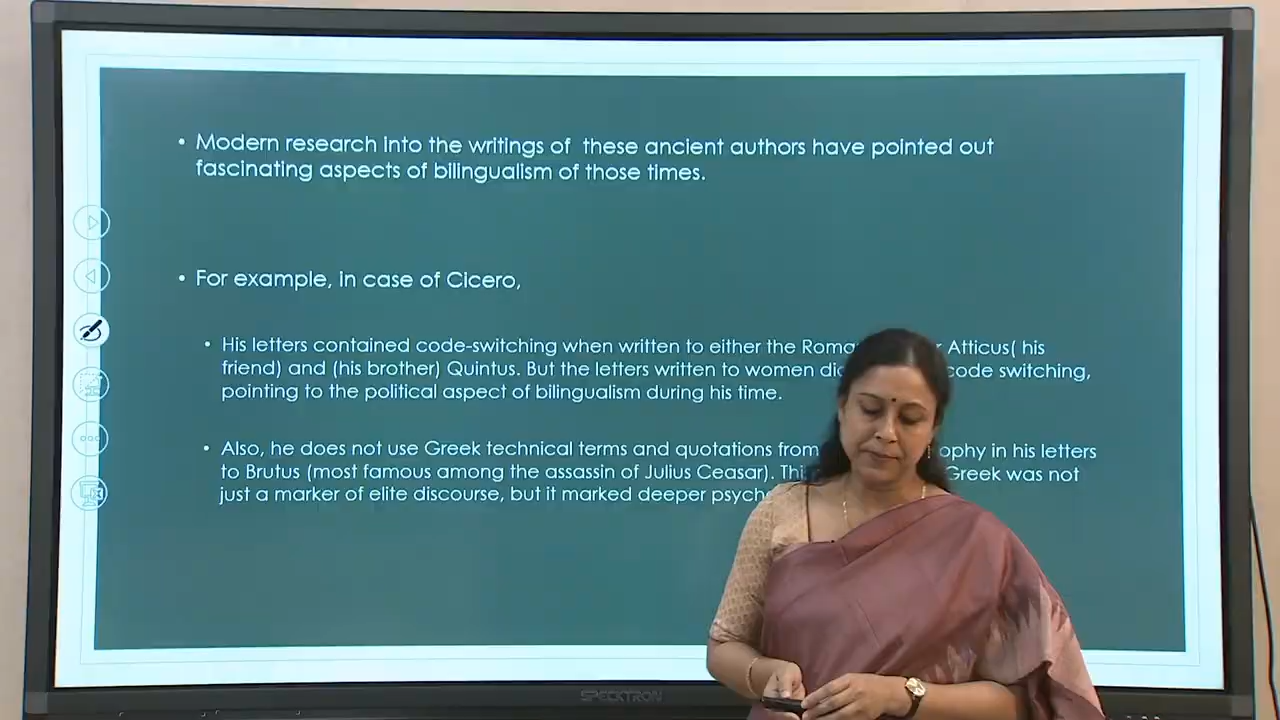 Modern research into the writings of these ancient authors have pointed out
fascinating aspects of bilingualism of those times.
For example, in case of Cicero,
His letters contained code-switching when written to either the Atticus( his
friend) and (his brother) Quintus. But the letters written to women code switching,
pointing to the political aspect of bilingualism during his time.
Also, he does not use Greek technical terms and quotations from in his letters
to Brutus (most famous among the assassin of Julius Ceasar). Greek was not
just a marker of elite discourse, but it marked deeper
SPECKTRON